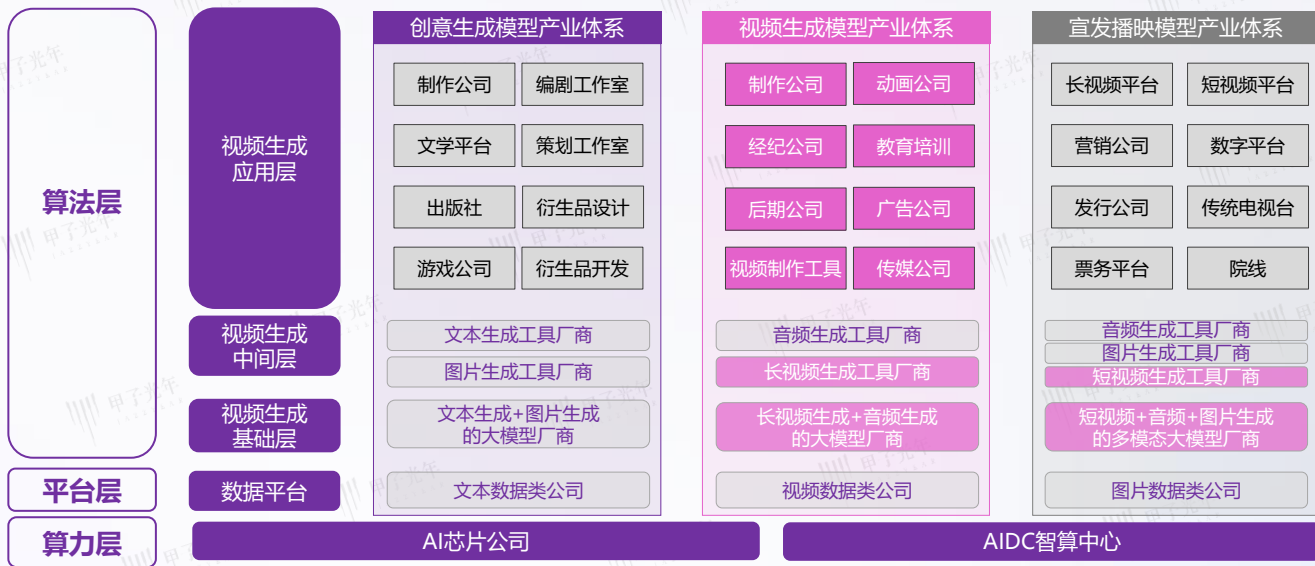 创意生成模型产业体系
视频生成模型产业体系
宣发播映模型产业体系
算法层
视频生成
应用层
制作公司 编剧工作室
文学平台 策划工作室
出版社 衍生品设计
游戏公司 衍生品开发
制作公司 动画公司
经纪公司 教育培训
后期公司 广告公司
视频制作工具 传媒公司
长视频平台 短视频平台
营销公司 数字平台
发行公司 传统电视台
票务平台 院线
视频生成
中间层
文本生成工具厂商
图片生成工具厂商
音频生成工具厂商
长视频生成工具厂商
音频生成工具厂商
图片生成工具厂商
短视频生成工具厂商
视频生成
基础层
文本生成+图片生成
的大模型厂商
长视频生成+音频生成
的大模型厂商
短视频+音频+图片生成
的多模态大模型厂商
平台层
数据平台
文本数据类公司
视频数据类公司
图片数据类公司
算力层
AI芯片公司
AIDC智算中心
甲子光年